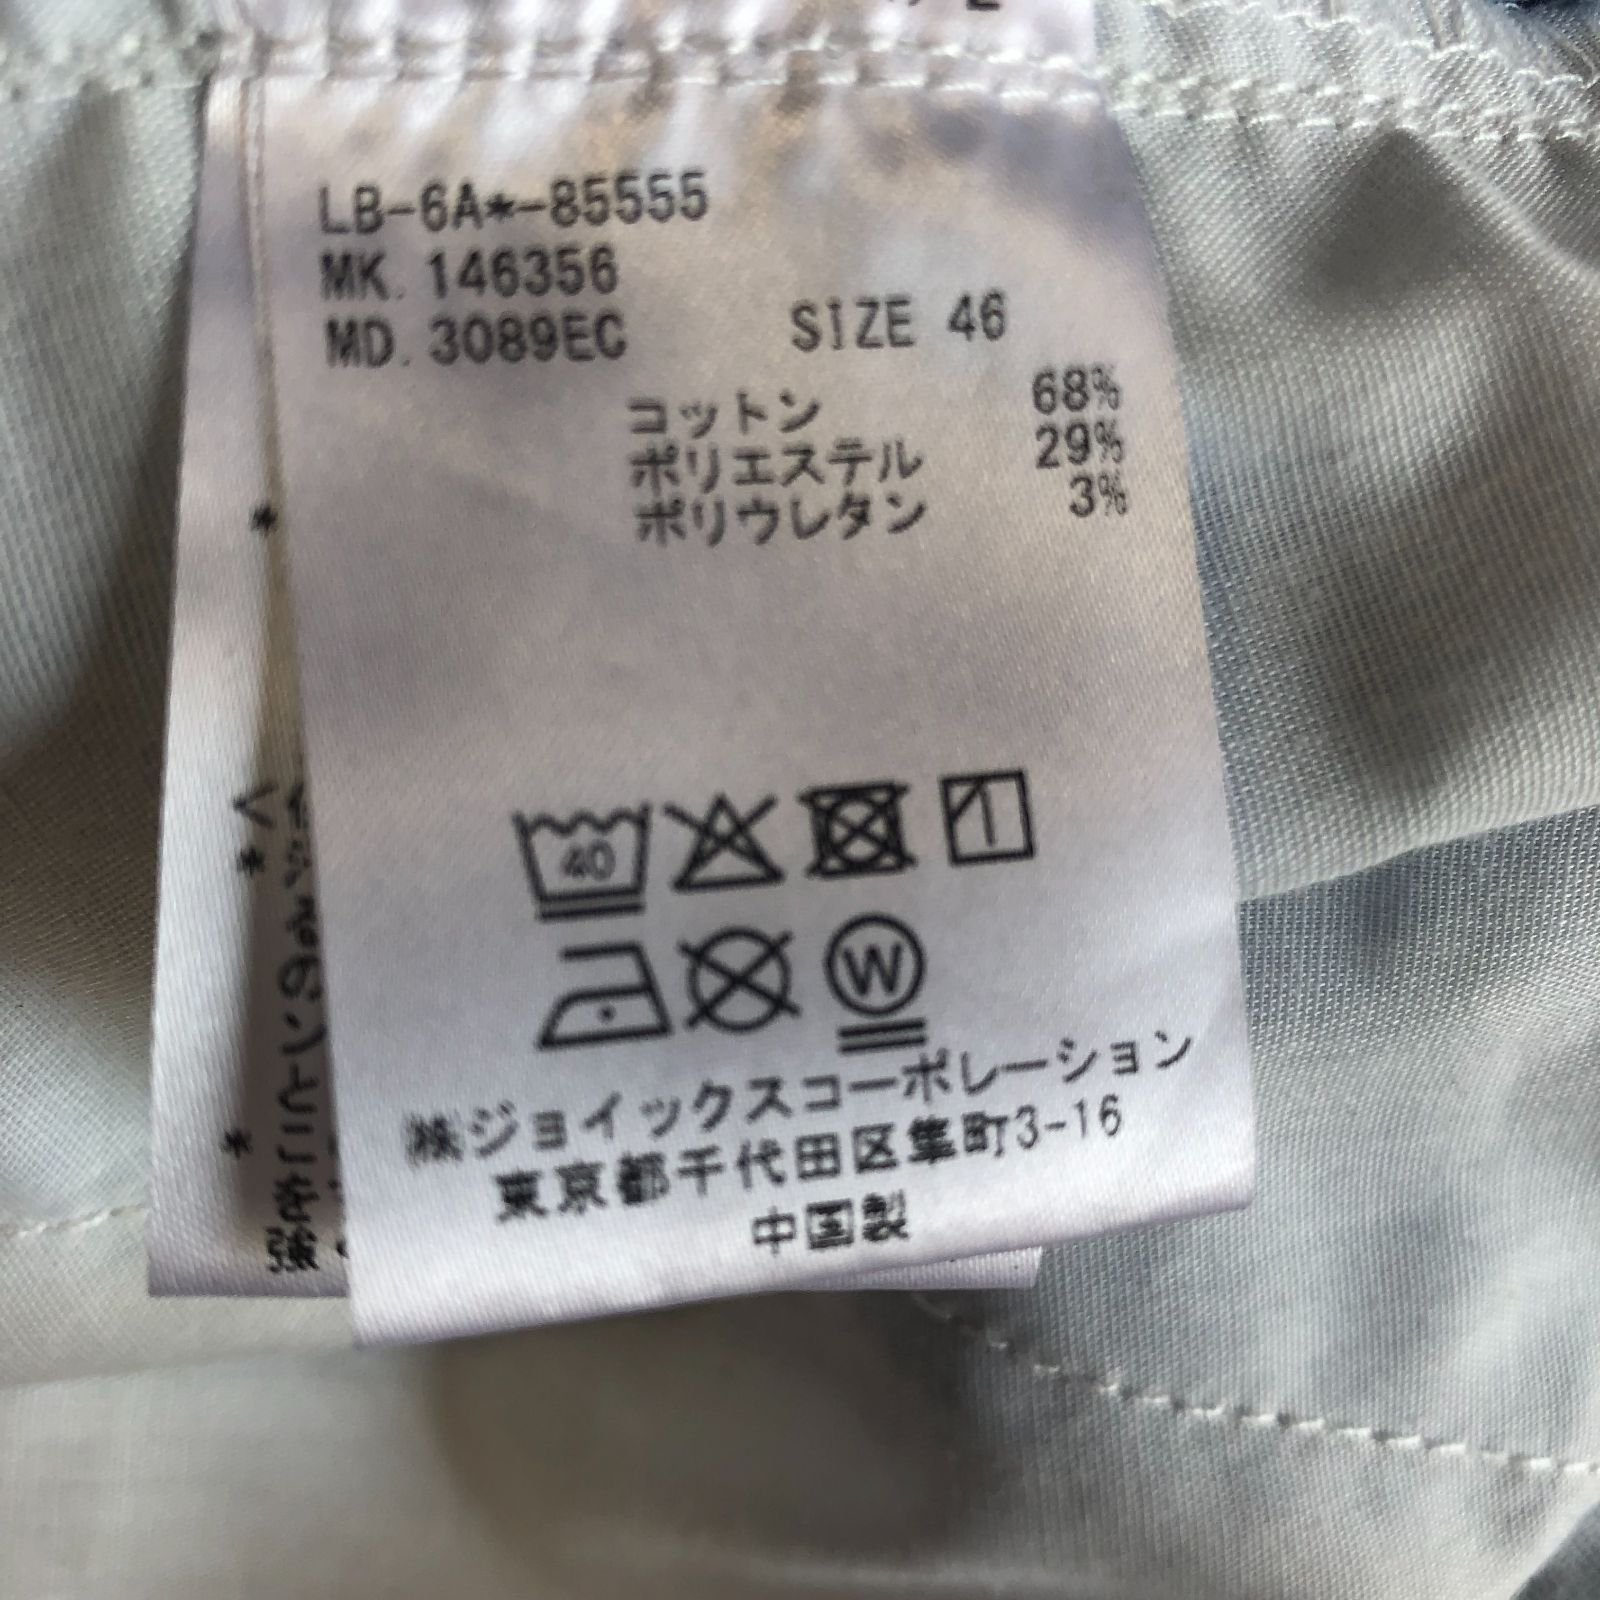 LB-6A*-85555
MK. 146356
MD. 3089EC SIZE 46
コットン 68%
ポリエステル 29%
ポリウレタン 3%
40
W
㈱ジョイックスコーポレーション
東京都千代田区隼町3-16
中国製